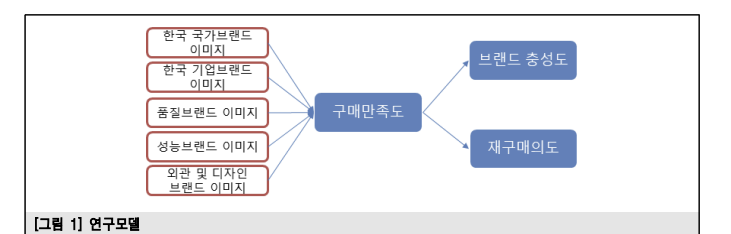 한국 국가브랜드
이미지
한국 기업브랜드
이미지
품질브랜드 이미지
성능브랜드 이미지
외관 및 디자인
브랜드 이미지
구매만족도
브랜드 충성도
재구매의도
[그림 1] 연구모델